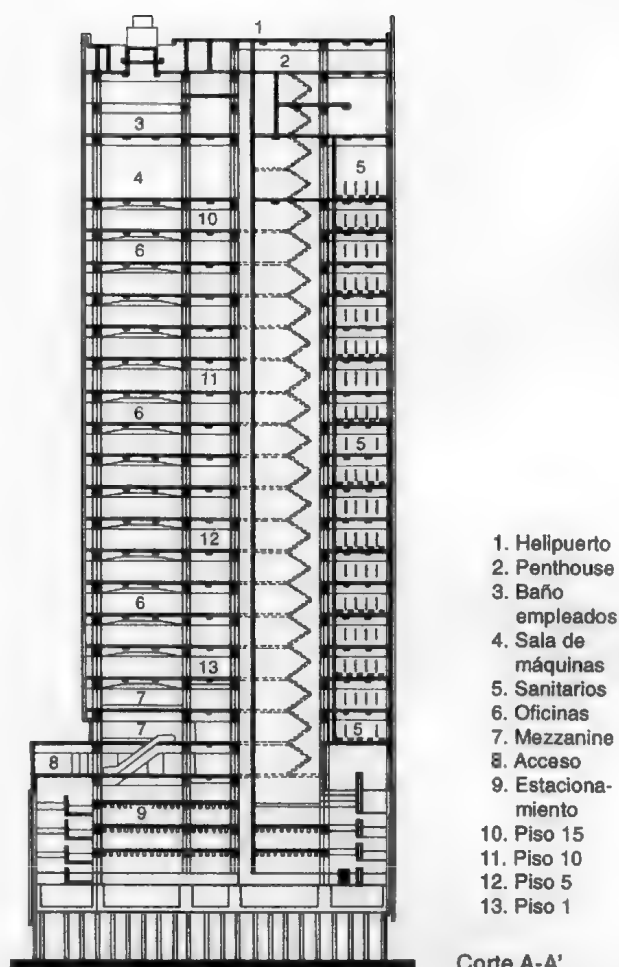 1
2
3
4
5
10
6
11
6
5
12
6
13
7
7
5
8
9
1. Helipuerto
2. Penthouse
3. Baño
empleados
4. Sala de
máquinas
5. Sanitarios
6. Oficinas
7. Mezzanine
8. Acceso
9. Estaciona-
miento
10. Piso 15
11. Piso 10
12. Piso 5
13. Piso 1
Corte A-A'